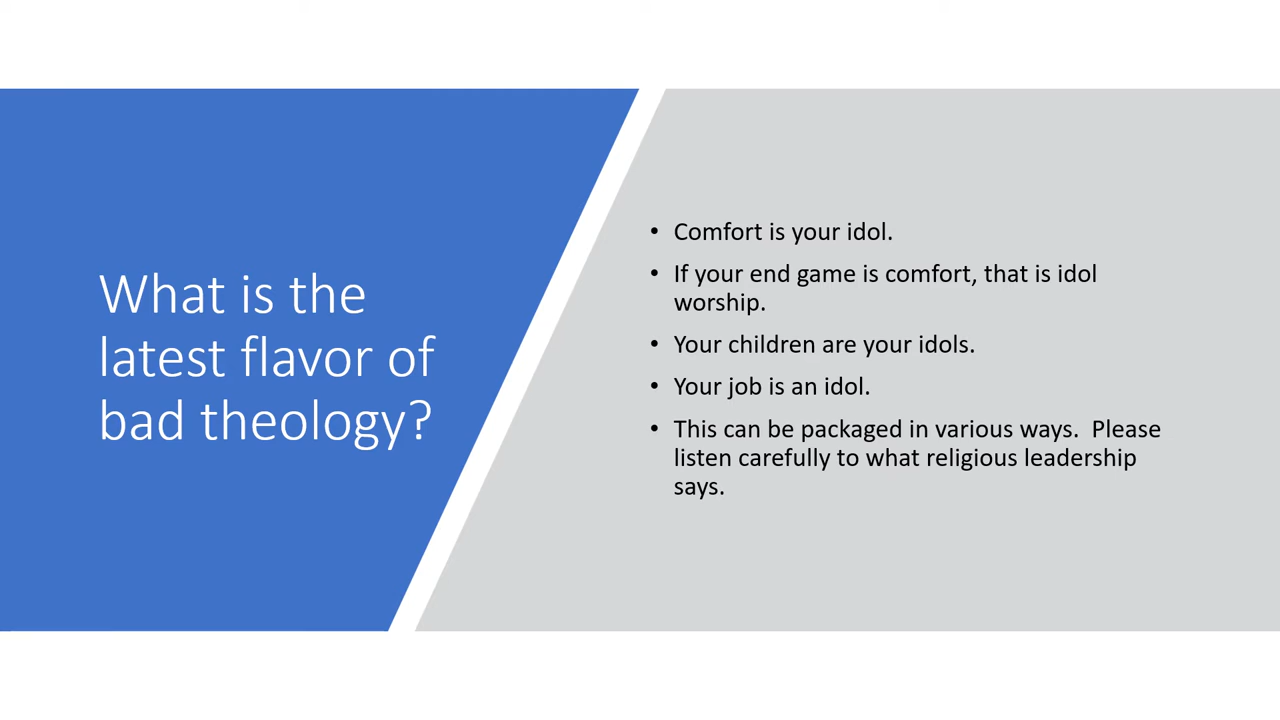 What is the
latest flavor of
bad theology?
• Comfort is your idol.
• If your end game is comfort, that is idol
worship.
• Your children are your idols.
• Your job is an idol.
• This can be packaged in various ways.  Please
listen carefully to what religious leadership
says.